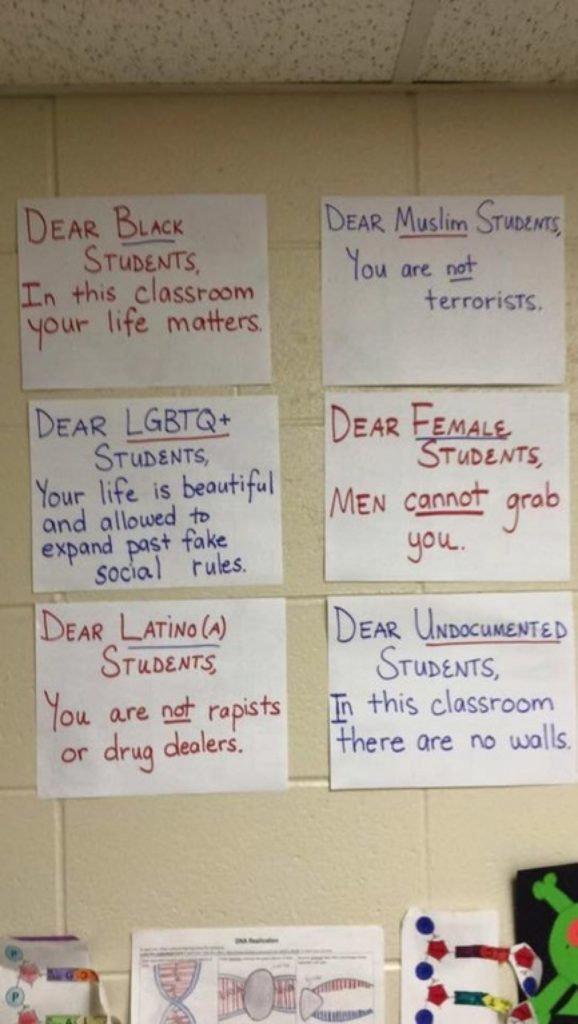 DEAR BLACK
STUDENTS,
In this classroom
your life matters.
DEAR Muslim STUDENTS,
You are not
terrorists.
DEAR LGBTQ+
STUDENTS,
Your life is beautiful
and allowed to
expand past fake
social rules.
DEAR FEMALE
STUDENTS,
MEN cannot grab
you.
DEAR LATINO(A)
STUDENTS,
You are not rapists
or drug dealers.
DEAR UNDOCUMENTED
STUDENTS,
In this classroom
there are no walls.
DNA Replication
P
P